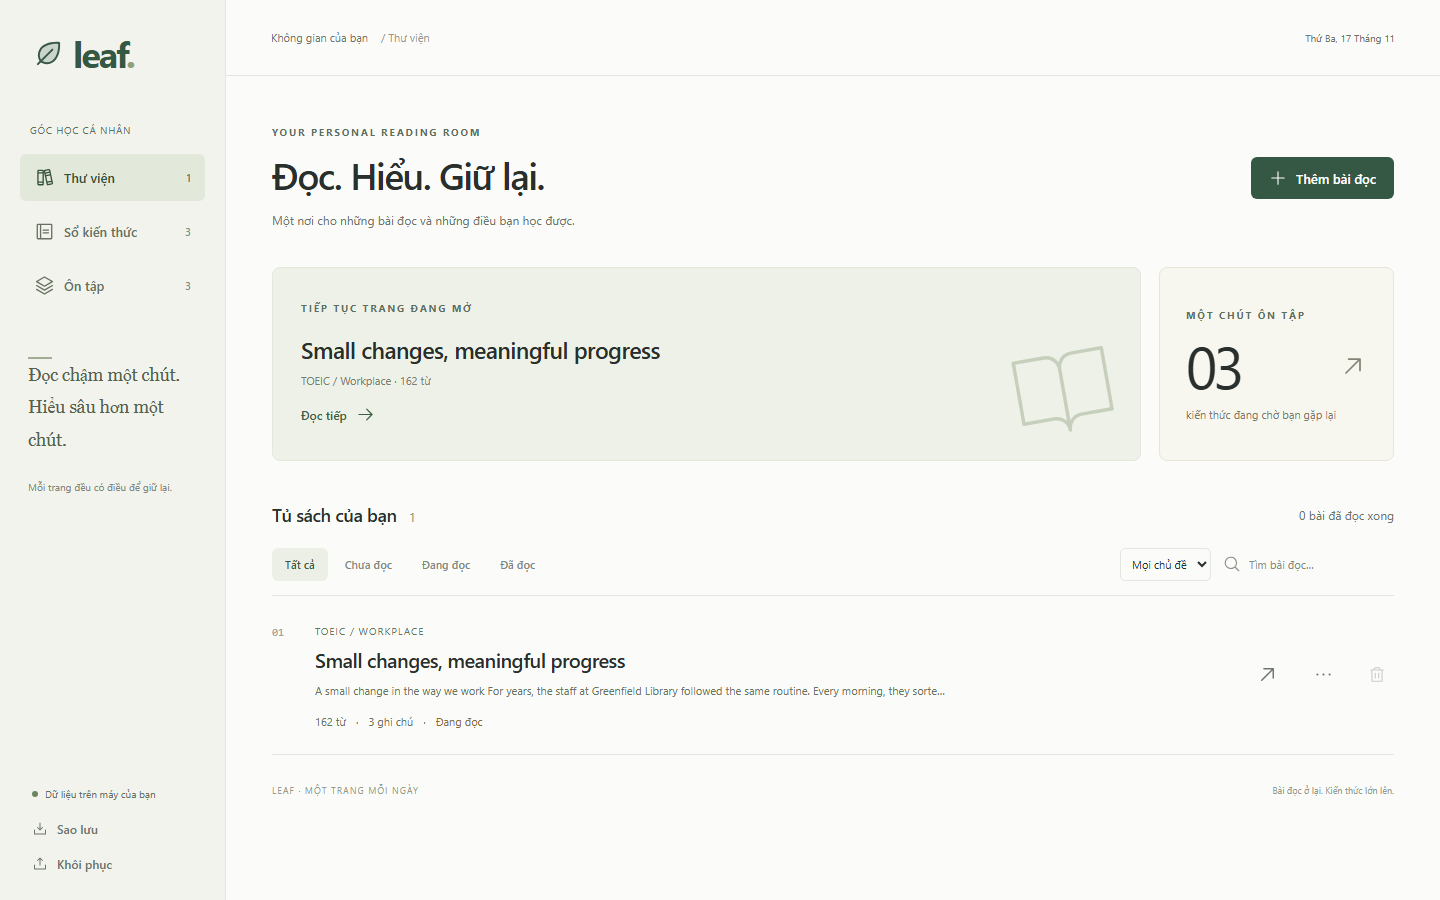 leaf.
GÓC HỌC CÁ NHÂN
Thư viện 1
Sổ kiến thức 3
Ôn tập 3
Đọc chậm một chút.
Hiểu sâu hơn một
chút.
Mỗi trang đều có điều để giữ lại.
Dữ liệu trên máy của bạn
Sao lưu
Khôi phục
Không gian của bạn / Thư viện
Thứ Ba, 17 Tháng 11
YOUR PERSONAL READING ROOM
Đọc. Hiểu. Giữ lại.
Một nơi cho những bài đọc và những điều bạn học được.
Thêm bài đọc
TIẾP TỤC TRANG ĐANG MỞ
Small changes, meaningful progress
TOEIC / Workplace · 162 từ
Đọc tiếp
MỘT CHÚT ÔN TẬP
03
kiến thức đang chờ bạn gặp lại
Tủ sách của bạn 1
0 bài đã đọc xong
Tất cả Chưa đọc Đang đọc Đã đọc
Mọi chủ đề Tìm bài đọc...
01 TOEIC / WORKPLACE
Small changes, meaningful progress
A small change in the way we work For years, the staff at Greenfield Library followed the same routine. Every morning, they sorte...
162 từ · 3 ghi chú · Đang đọc
LEAF · MỘT TRANG MỖI NGÀY
Bài đọc ở lại. Kiến thức lớn lên.